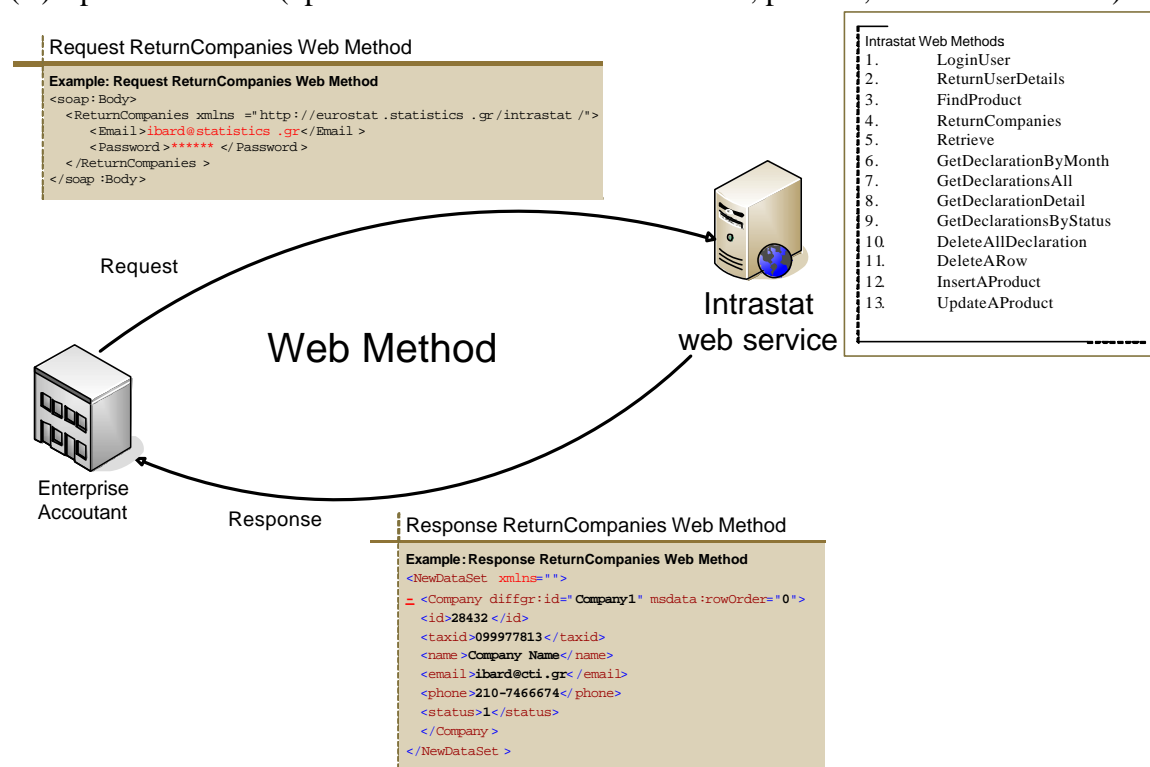 Request ReturnCompanies Web Method
Example: Request ReturnCompanies Web Method
<soap:Body>
<ReturnCompanies xmlns ="http://eurostat.statistics.gr/intrastat/">
<Email>ibard@statistics.gr</Email>
<Password>******</Password>
</ReturnCompanies>
</soap:Body>
Intrastat Web Methods
1. LoginUser
2. ReturnUserDetails
3. FindProduct
4. ReturnCompanies
5. Retrieve
6. GetDeclarationByMonth
7. GetDeclarationsAll
8. GetDeclarationDetail
9. GetDeclarationsByStatus
10. DeleteAllDeclaration
11. DeleteARow
12. InsertAProduct
13. UpdateAProduct
Request
Web Method
Intrastat
web service
Enterprise
Accoutant
Response
Response ReturnCompanies Web Method
Example: Response ReturnCompanies Web Method
<NewDataSet xmlns="">
- <Company diffgr:id="Company1" msdata:rowOrder="0">
<id>28432</id>
<taxid>099977813</taxid>
<name>Company Name</name>
<email>ibard@cti.gr</email>
<phone>210-7466674</phone>
<status>1</status>
</Company>
</NewDataSet>